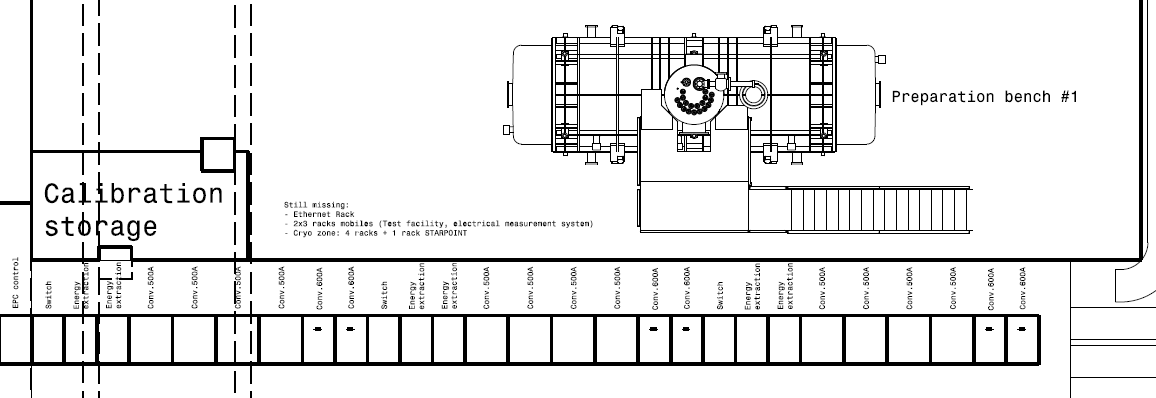 Preparation bench #1
Calibration
storage
Still missing:
- Ethernet Rack
- 2x3 racks mobiles (Test facility, electrical measurement system)
- Cryo zone: 4 racks + 1 rack STARPOINT
EPC control
Switch
Energy
extraction
Energy
extraction
Conv.500A
Conv.500A
Conv.500A
Conv.500A
Conv.600A
Conv.600A
Switch
Energy
extraction
Energy
extraction
Conv.500A
Conv.500A
Conv.500A
Conv.500A
Conv.600A
Conv.600A
Switch
Energy
extraction
Energy
extraction
Conv.500A
Conv.500A
Conv.500A
Conv.500A
Conv.600A
Conv.600A